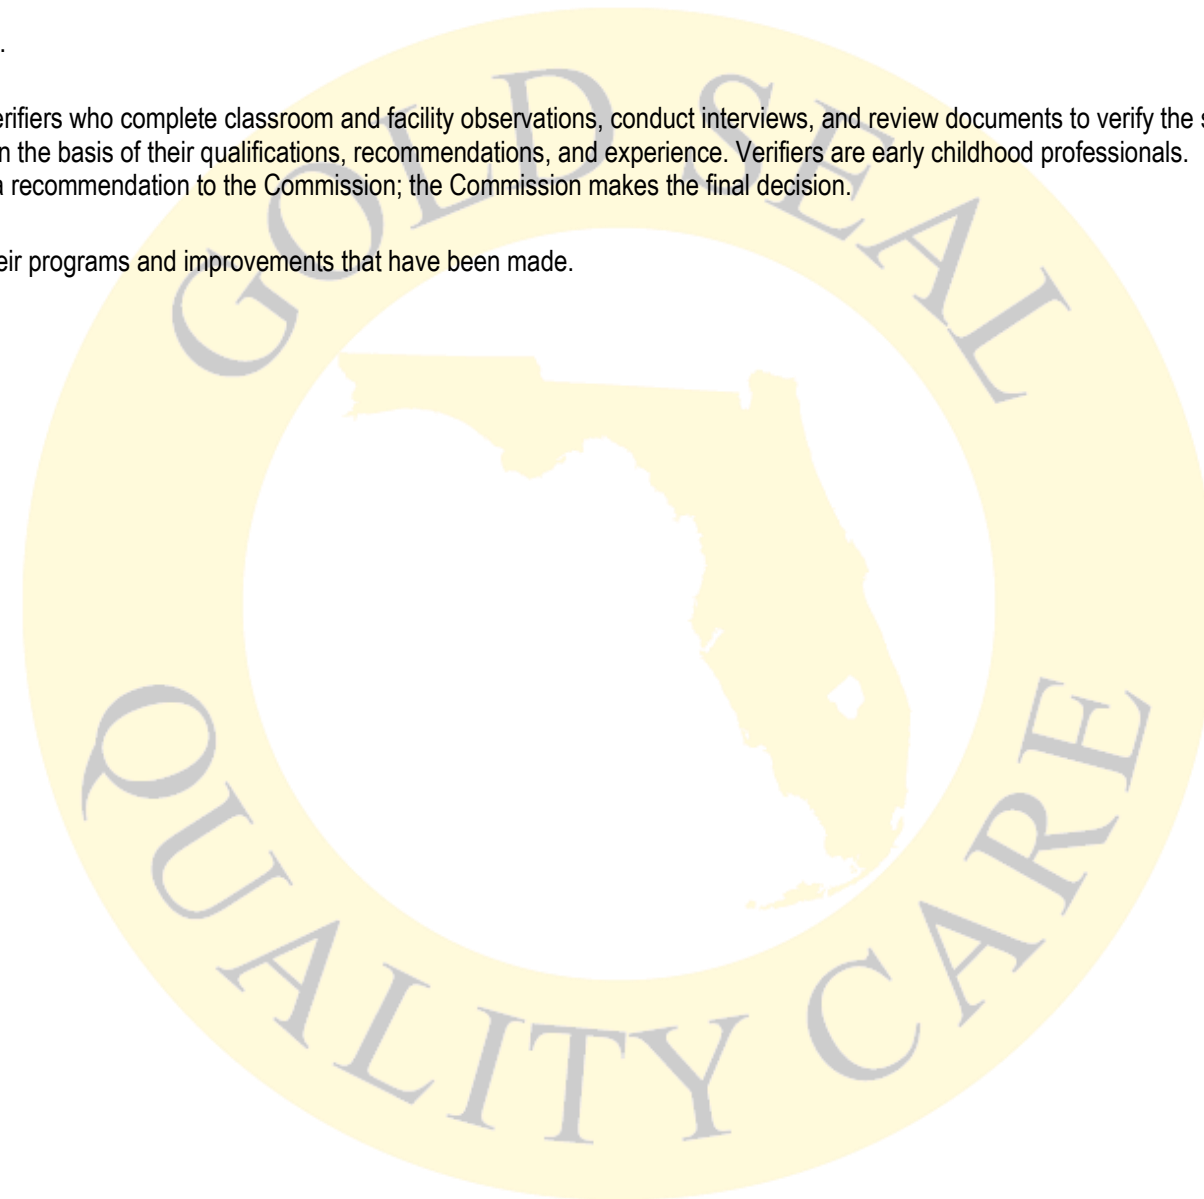 .
erifiers who complete classroom and facility observations, conduct interviews, and review documents to verify the s
n the basis of their qualifications, recommendations, and experience. Verifiers are early childhood professionals.
a recommendation to the Commission; the Commission makes the final decision.
eir programs and improvements that have been made.
GOLD SEAL
QUALITY CARE